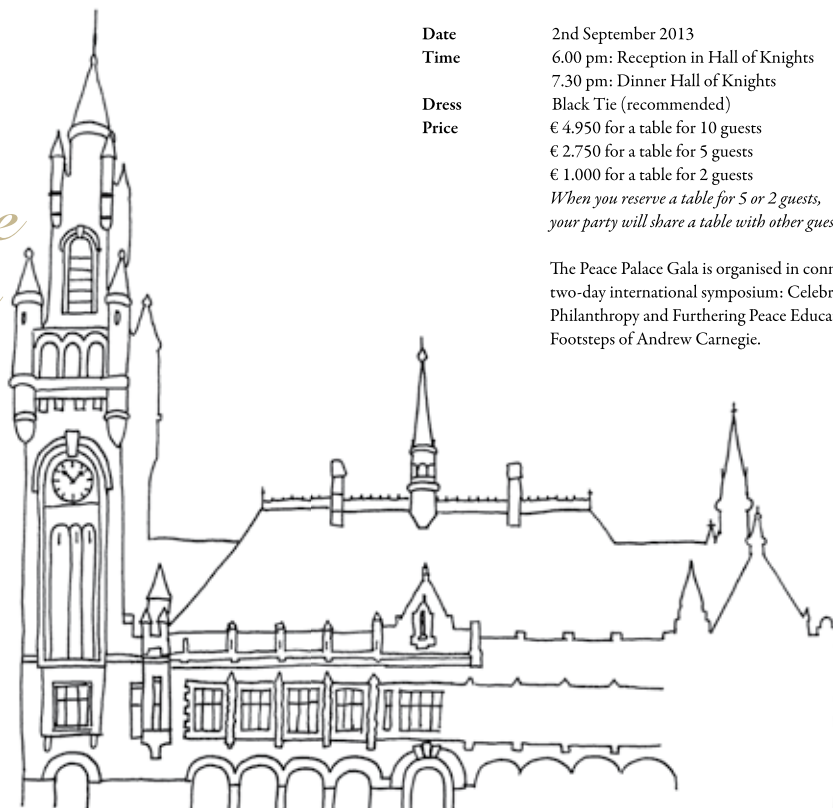 Date 2nd September 2013
Time 6.00 pm: Reception in Hall of Knights
7.30 pm: Dinner Hall of Knights
Dress Black Tie (recommended)
Price € 4.950 for a table for 10 guests
€ 2.750 for a table for 5 guests
€ 1.000 for a table for 2 guests
When you reserve a table for 5 or 2 guests,
your party will share a table with other
The Peace Palace Gala is organised in
two-day international symposium:
Philanthropy and Furthering Peace
Footsteps of Andrew Carnegie.